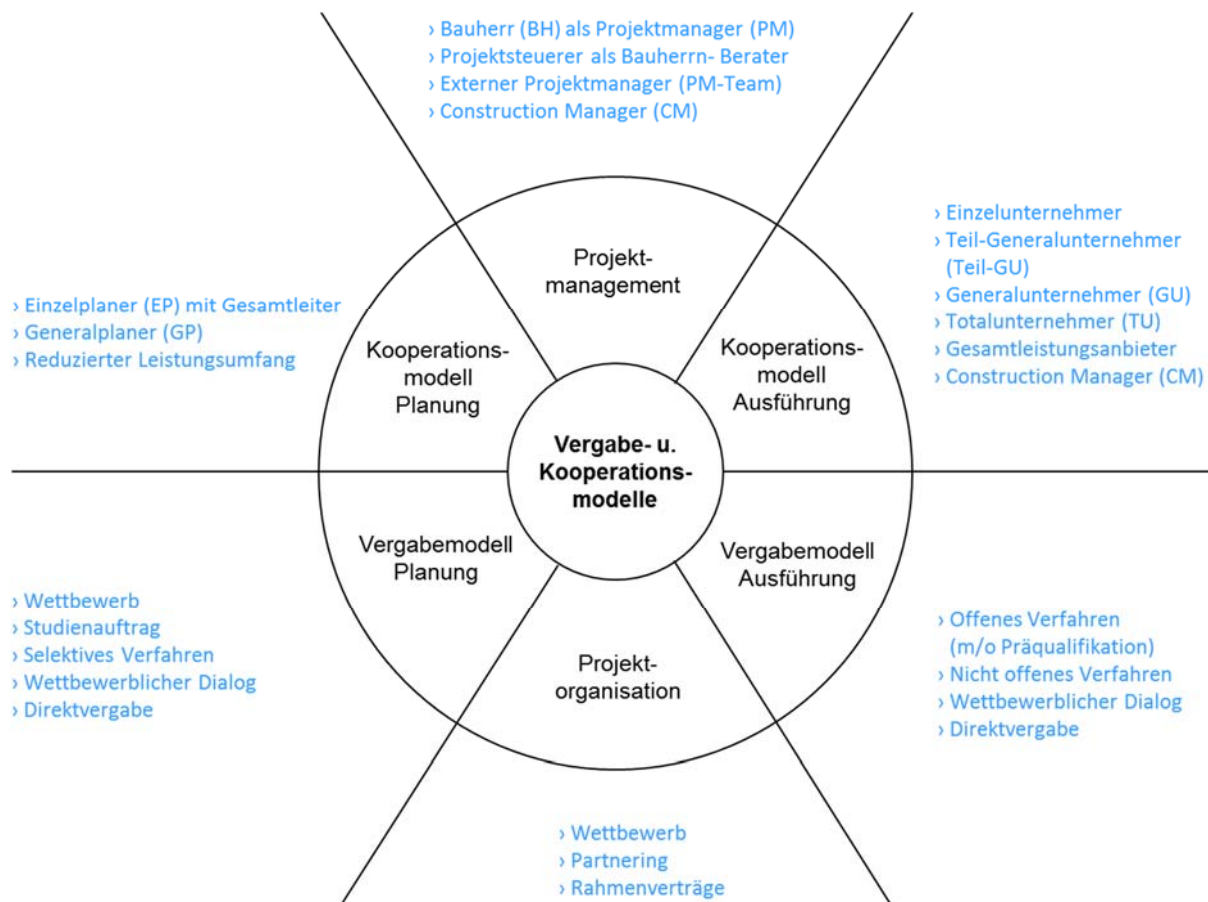 › Bauherr (BH) als Projektmanager (PM)
› Projektsteuerer als Bauherrn- Berater
› Externer Projektmanager (PM-Team)
› Construction Manager (CM)
› Einzelunternehmer
› Teil-Generalunternehmer
(Teil-GU)
› Generalunternehmer (GU)
› Totalunternehmer (TU)
› Gesamtleistungsanbieter
› Construction Manager (CM)
› Einzelplaner (EP) mit Gesamtleiter
› Generalplaner (GP)
› Reduzierter Leistungsumfang
Projekt-
management
Kooperations-
modell
Planung
Kooperations-
modell
Ausführung
Vergabe- u.
Kooperations-
modelle
Vergabemodell
Planung
Vergabemodell
Ausführung
Projekt-
organisation
› Wettbewerb
› Studienauftrag
› Selektives Verfahren
› Wettbewerblicher Dialog
› Direktvergabe
› Offenes Verfahren
(m/o Präqualifikation)
› Nicht offenes Verfahren
› Wettbewerblicher Dialog
› Direktvergabe
› Wettbewerb
› Partnering
› Rahmenverträge